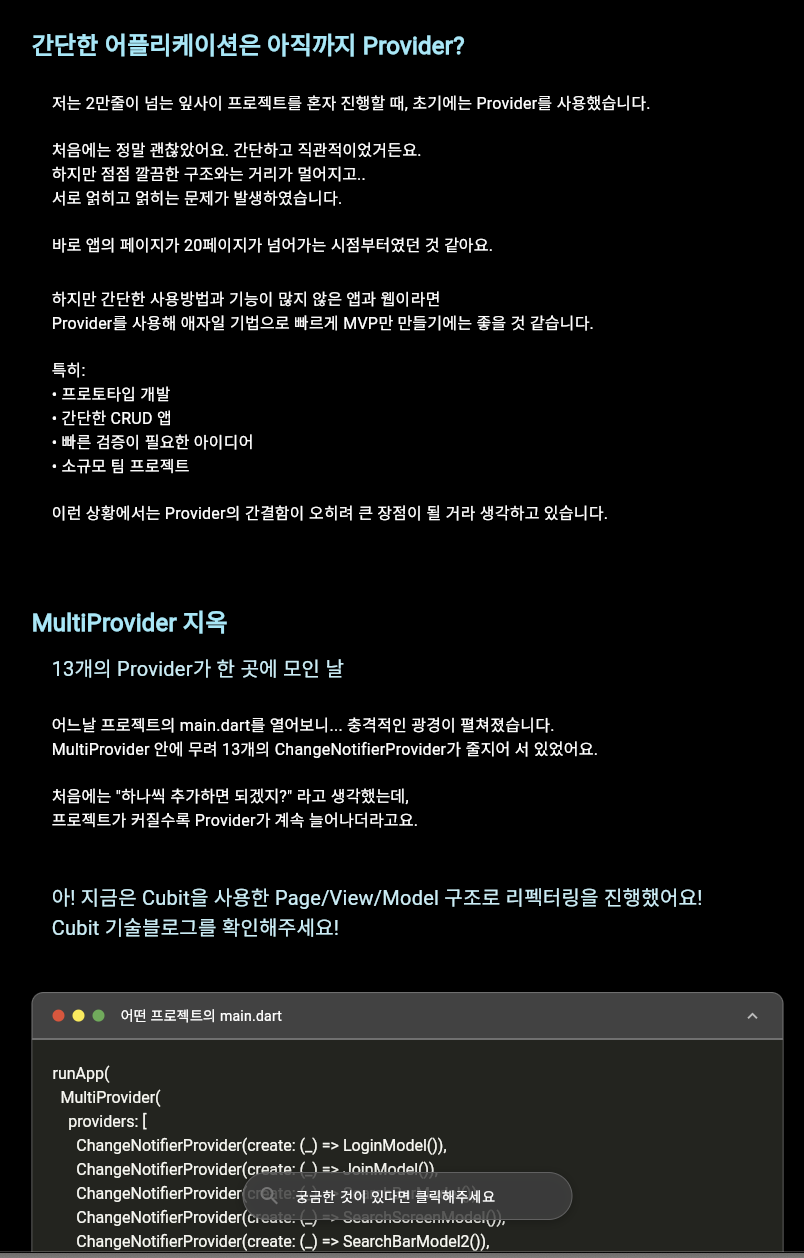 간단한 어플리케이션은 아직까지 Provider?
저는 2만줄이 넘는 잎사이 프로젝트를 혼자 진행할 때, 초기에는 Provider를 사용했습니다.
처음에는 정말 괜찮았어요. 간단하고 직관적이었거든요.
하지만 점점 깔끔한 구조와는 거리가 멀어지고..
서로 얽히고 얽히는 문제가 발생하였습니다.
바로 앱의 페이지가 20페이지가 넘어가는 시점부터였던 것 같아요.
하지만 간단한 사용방법과 기능이 많지 않은 앱과 웹이라면
Provider를 사용해 애자일 기법으로 빠르게 MVP만 만들기에는 좋을 것 같습니다.
특히:
• 프로토타입 개발
• 간단한 CRUD 앱
• 빠른 검증이 필요한 아이디어
• 소규모 팀 프로젝트
이런 상황에서는 Provider의 간결함이 오히려 큰 장점이 될 거라 생각하고 있습니다.
MultiProvider 지옥
13개의 Provider가 한 곳에 모인 날
어느날 프로젝트의 main.dart를 열어보니... 충격적인 광경이 펼쳐졌습니다.
MultiProvider 안에 무려 13개의 ChangeNotifierProvider가 줄지어 서 있었어요.
처음에는 "하나씩 추가하면 되겠지?" 라고 생각했는데,
프로젝트가 커질수록 Provider가 계속 늘어나더라고요.
아! 지금은 Cubit을 사용한 Page/View/Model 구조로 리펙터링을 진행했어요!
Cubit 기술블로그를 확인해주세요!
어떤 프로젝트의 main.dart
runApp(
MultiProvider(
providers: [
ChangeNotifierProvider(create: (_) => LoginModel()),
ChangeNotifierProvider(create: (_) => JoinModel()),
ChangeNotifierProvider(create: (_) =>
궁금한 것이 있다면 클릭해주세요
ChangeNotifierProvider(create: (_) => SearchScreenModel()),
ChangeNotifierProvider(create: (_) => SearchBarModel2()),